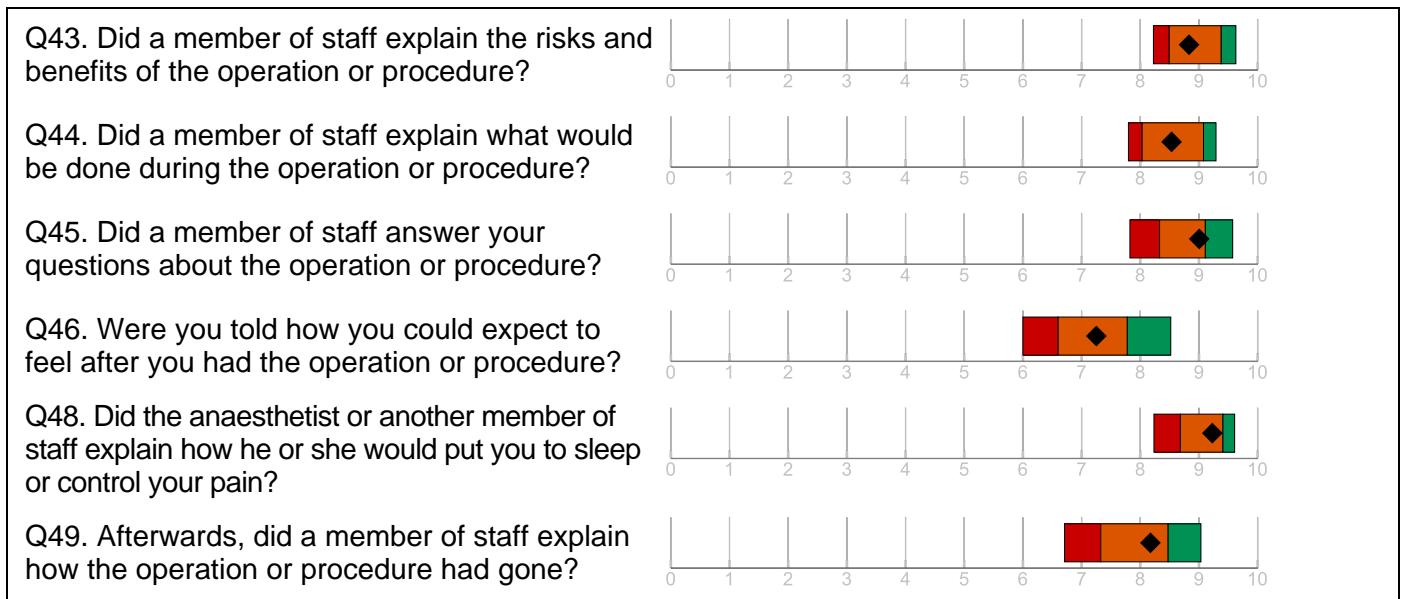 Q43. Did a member of staff explain the risks and
benefits of the operation or procedure?
0 1 2 3 4 5 6 7 8 9 10
Q44. Did a member of staff explain what would
be done during the operation or procedure?
0 1 2 3 4 5 6 7 8 9 10
Q45. Did a member of staff answer your
questions about the operation or procedure?
0 1 2 3 4 5 6 7 8 9 10
Q46. Were you told how you could expect to
feel after you had the operation or procedure?
0 1 2 3 4 5 6 7 8 9 10
Q48. Did the anaesthetist or another member of
staff explain how he or she would put you to sleep
or control your pain?
0 1 2 3 4 5 6 7 8 9 10
Q49. Afterwards, did a member of staff explain
how the operation or procedure had gone?
0 1 2 3 4 5 6 7 8 9 10